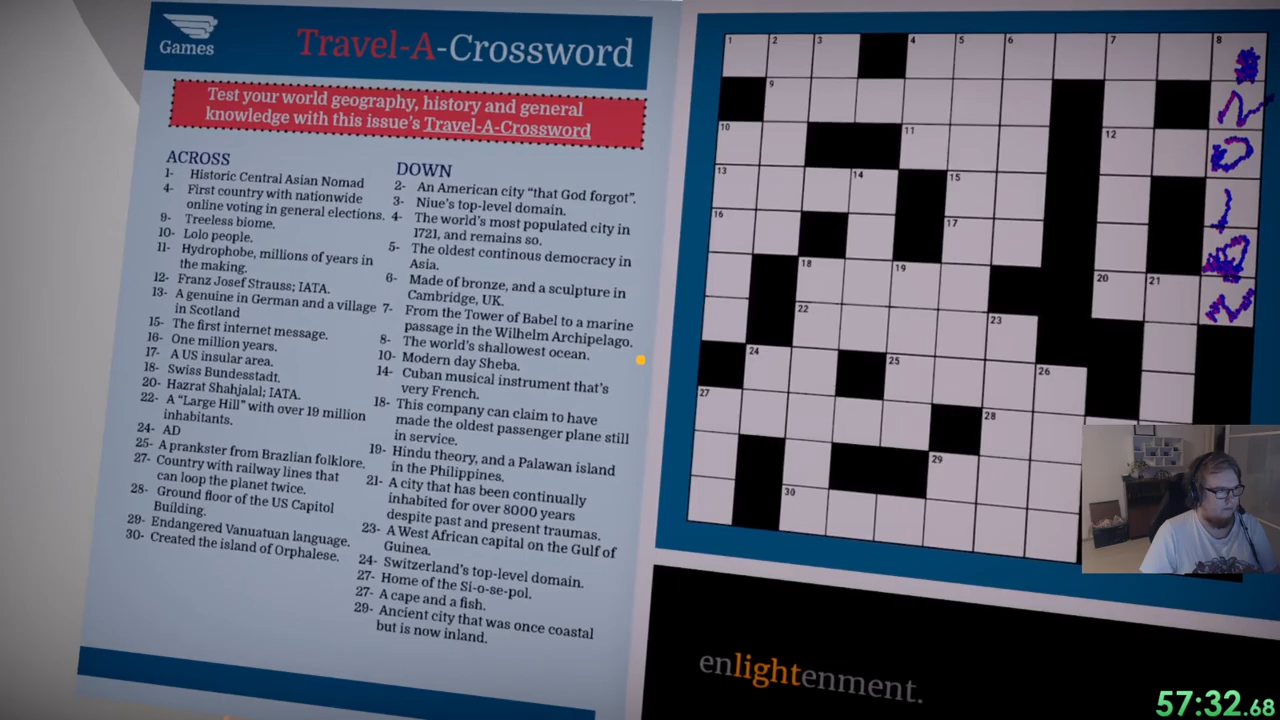 Games
Travel-A-Crossword
Test your world geography, history and general
knowledge with this issue's Travel-A-Crossword
ACROSS
1- Historic Central Asian Nomad
4- First country with nationwide
online voting in general elections.
9- Treeless biome.
10- Lolo people.
11- Hydrophobe, millions of years in
the making.
12- Franz Josef Strauss; IATA.
13- A genuine in German and a village
in Scotland
15- The first internet message.
16- One million years.
17- A US insular area.
18- Swiss Bundesstadt.
20- Hazrat Shahjalal; IATA.
22- A "Large Hill" with over 19 million
inhabitants.
24- AD
25- A prankster from Brazlian folklore.
27- Country with railway lines that
can loop the planet twice.
28- Ground floor of the US Capitol
Building.
29- Endangered Vanuatuan language.
30- Created the island of Orphalese.
DOWN
2- An American city "that God forgot".
3- Niue's top-level domain.
4- The world's most populated city in
1721, and remains so.
5- The oldest continous democracy in
Asia.
6- Made of bronze, and a sculpture in
Cambridge, UK.
7- From the Tower of Babel to a marine
passage in the Wilhelm Archipelago.
8- The world's shallowest ocean.
10- Modern day Sheba.
14- Cuban musical instrument that's
very French.
18- This company can claim to have
made the oldest passenger plane still
in service.
19- Hindu theory, and a Palawan island
in the Philippines.
21- A city that has been continually
inhabited for over 8000 years
despite past and present traumas.
23- A West African capital on the Gulf of
Guinea.
24- Switzerland's top-level domain.
27- Home of the Si-o-se-pol.
27- A cape and a fish.
29- Ancient city that was once coastal
but is now inland.
1 2 3 4 5 6 7 8
9
10 11 12
13 14 15
16 17
18 19 20 21
22 23
24 25 26
27 28
29
30
enlightenment.
57:32.68